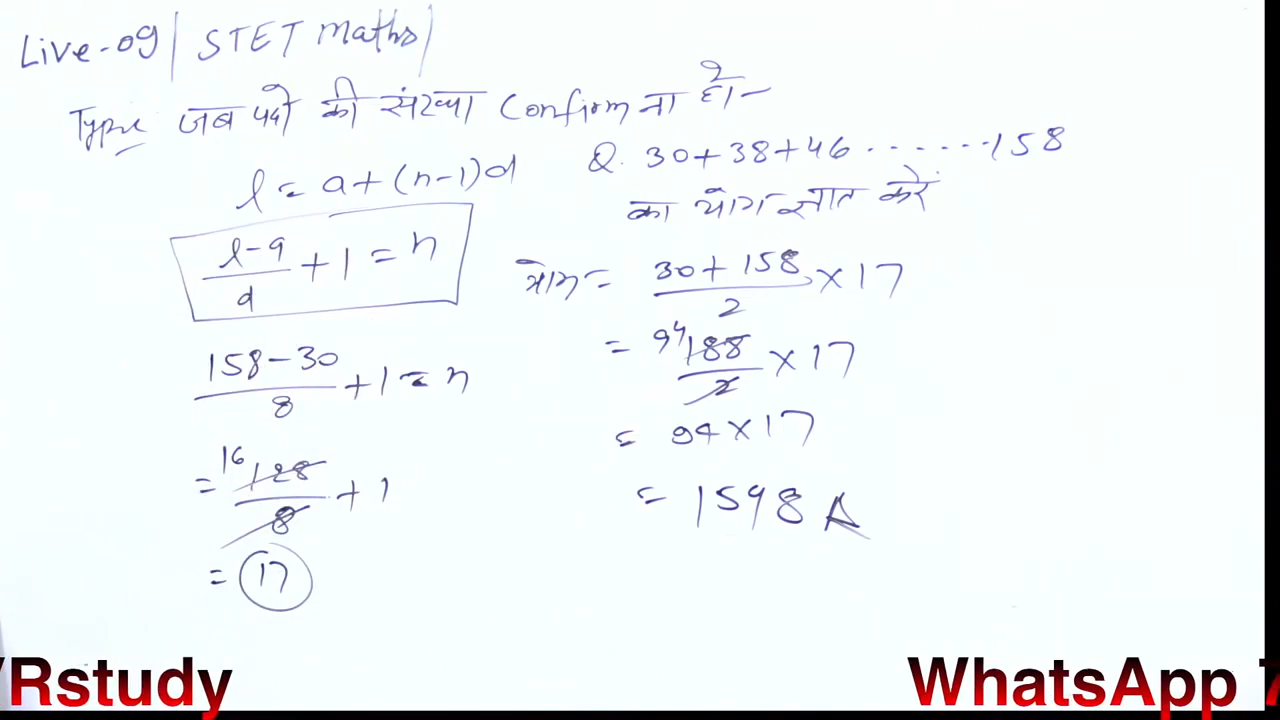 Live-09 | STET Maths |
Type जब पदो की संख्या Confirm ना हो -
l = a + (n-1)d
l-a/d + 1 = n
158-30/8 + 1 = n
= 16 128/8 + 1
= 17
Q. 30+38+46.......158
का योग ज्ञात करें
योग = 30+158/2 × 17
= 94 188/2 × 17
= 94 × 17
= 1598 A
Rstudy
WhatsApp 7